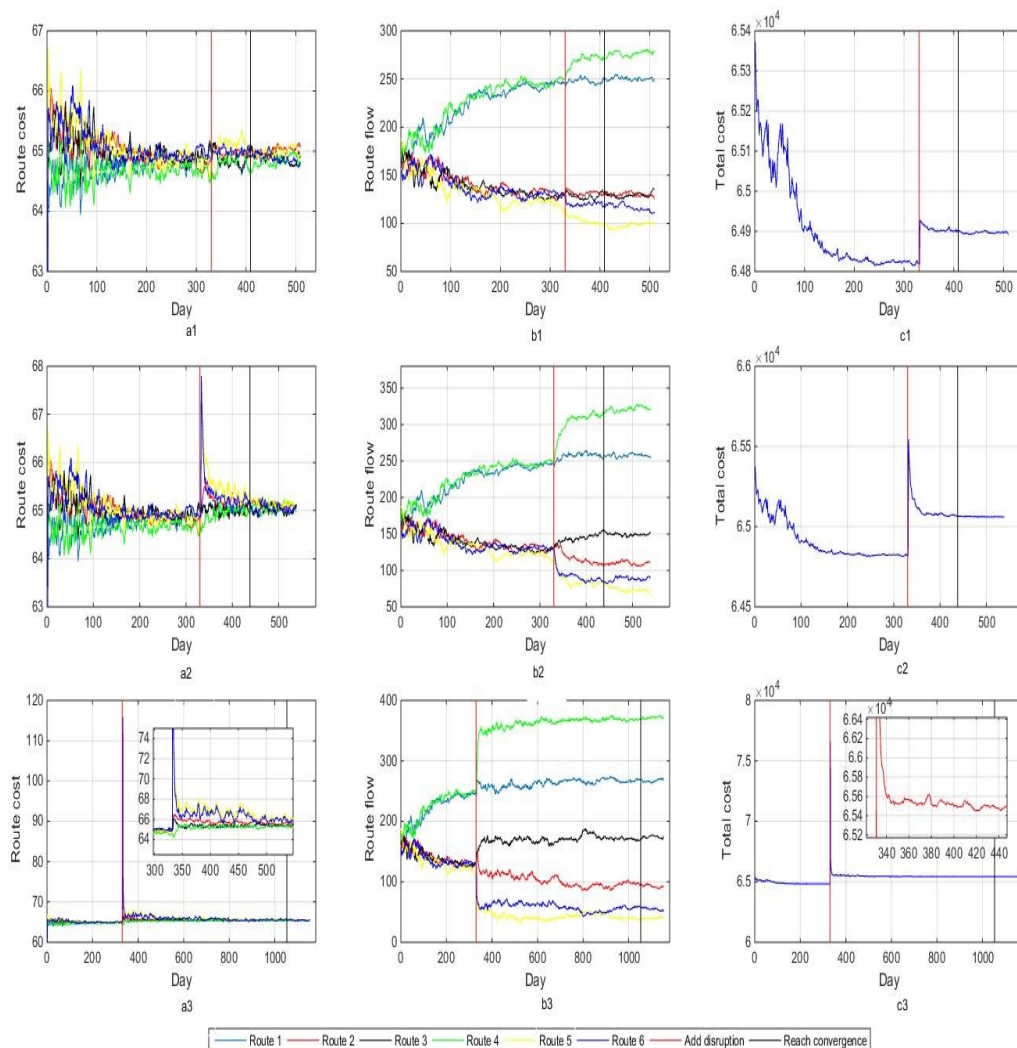 67
66
65
64
63
Route cost
0 100 200 300 400 500
Day
a1
300
250
200
150
100
50
Route flow
0 100 200 300 400 500
Day
b1
6.54 ×10⁴
6.53
6.52
6.51
6.5
6.49
6.48
Total cost
0 100 200 300 400 500
Day
c1
68
67
66
65
64
63
Route cost
0 100 200 300 400 500
Day
a2
350
300
250
200
150
100
50
Route flow
0 100 200 300 400 500
Day
b2
6.6 ×10⁴
6.55
6.5
6.45
Total cost
0 100 200 300 400 500
Day
c2
120
110
100
90
80
70
60
Route cost
74
72
70
68
66
64
300 350 400 450 500
0 200 400 600 800 1000
Day
a3
400
300
200
100
0
Route flow
0 200 400 600 800 1000
Day
b3
8 ×10⁴
7.5
7
6.5
6
Total cost
×10⁴
6.64
6.62
6.6
6.58
6.56
6.54
6.52
340 360 380 400 420 440
0 200 400 600 800 1000
Day
c3
Route 1 Route 2 Route 3 Route 4 Route 5 Route 6 Add disruption Reach convergence